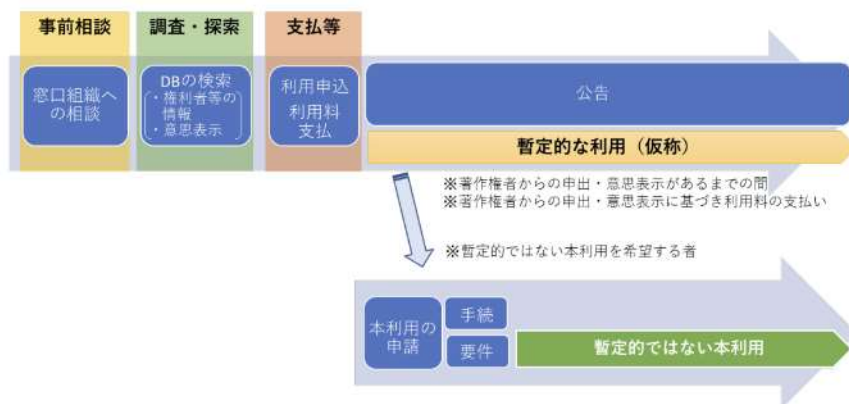 事前相談
調査・探索
支払等
窓口組織へ
の相談
DBの検索
・権利者等の
情報
・意思表示
利用申込
利用料
支払
公告
暫定的な利用（仮称）
※著作権者からの申出・意思表示があるまでの間
※著作権者からの申出・意思表示に基づき利用料の支払い
※暫定的ではない本利用を希望する者
本利用の
申請
手続
要件
暫定的ではない本利用